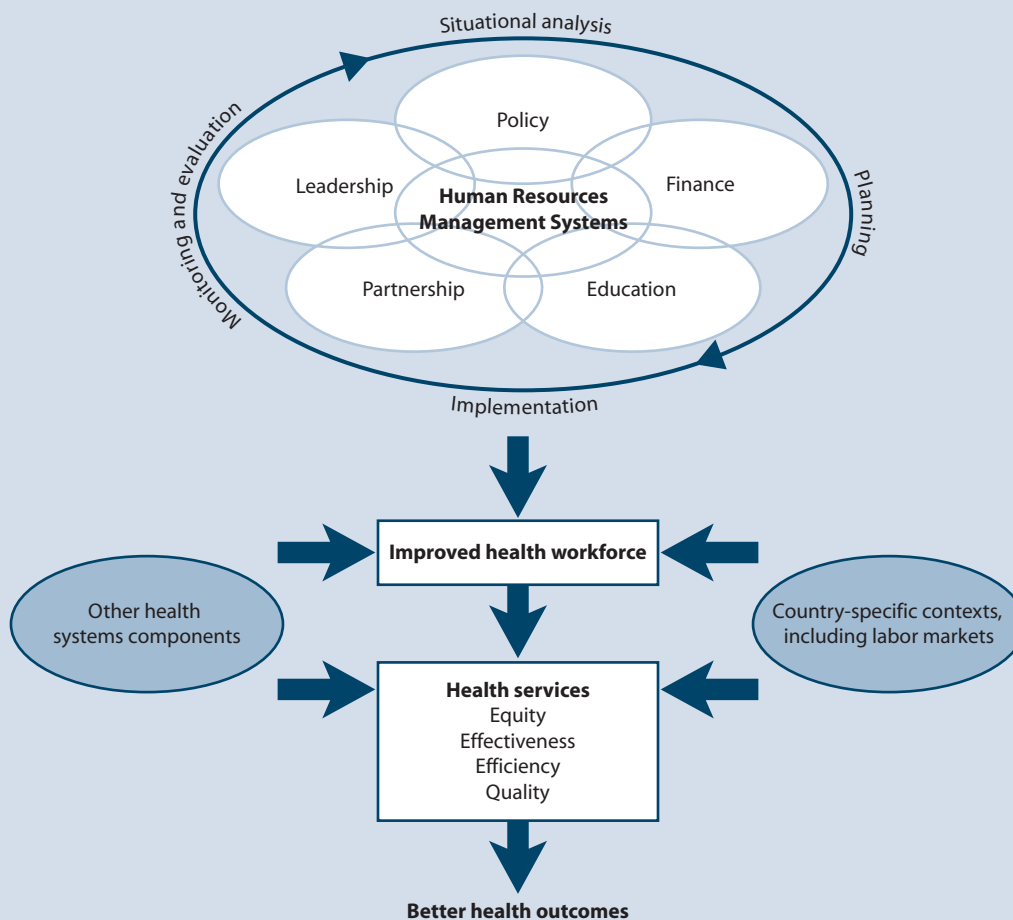 Situational analysis
Policy
Leadership
Finance
Human Resources
Management Systems
Partnership
Education
Monitoring and evaluation
Planning
Implementation
Improved health workforce
Other health
systems components
Country-specific contexts,
including labor markets
Health services
Equity
Effectiveness
Efficiency
Quality
Better health outcomes